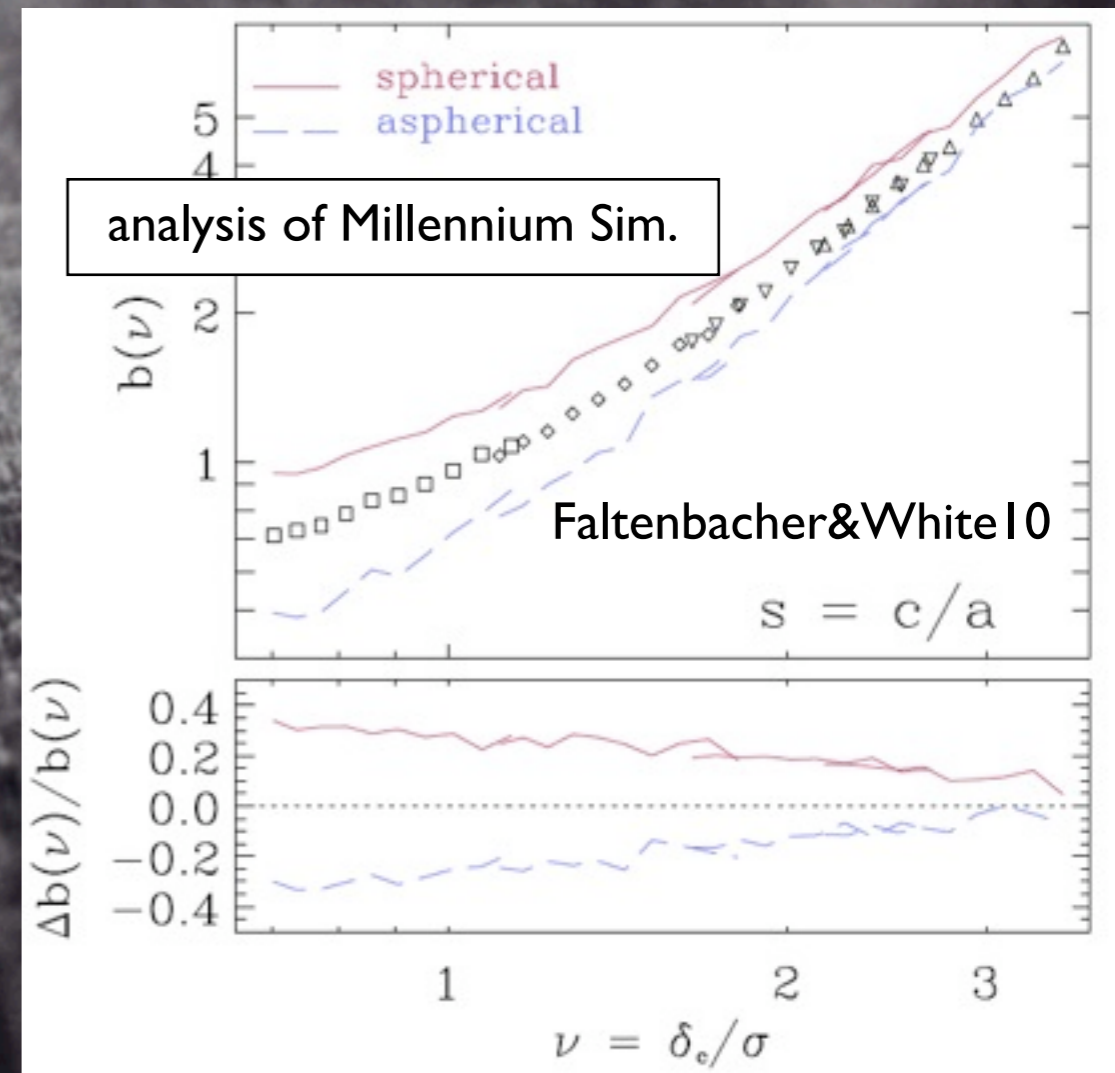 spherical
aspherical
5
4
analysis of Millennium Sim.
b(ν)
2
1
Faltenbacher&White10
s = c/a
Δb(ν)/b(ν)
0.4
0.2
0.0
−0.2
−0.4
1 2 3
ν = δc/σ